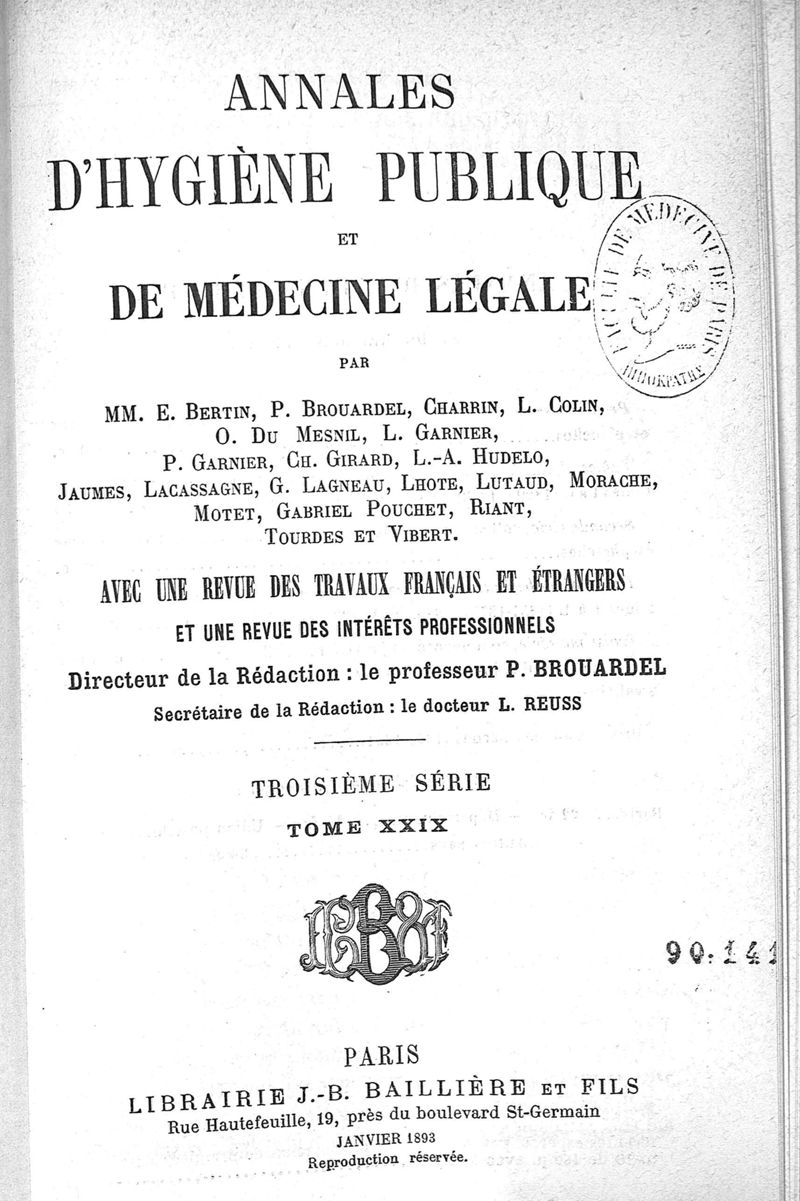 ANNALES
D'HYGIÈNE PUBLIQUE
ET
DE MÉDECINE LÉGALE
PAR
MM. E. BERTIN, P. BROUARDEL, CHARRIN, L. COLIN,
O. DU MESNIL, L. GARNIER,
P. GARNIER, CH. GIRARD, L.-A. HUDELO,
JAUMES, LACASSAGNE, G. LAGNEAU, LHOTE, LUTAUD, MORACHE,
MOTET, GABRIEL POUCHET, RIANT,
TOURDES ET VIBERT.
AVEC UNE REVUE DES TRAVAUX FRANÇAIS ET ÉTRANGERS
ET UNE REVUE DES INTÉRÊTS PROFESSIONNELS
Directeur de la Rédaction : le professeur P. BROUARDEL
Secrétaire de la Rédaction : le docteur L. REUSS
TROISIÈME SÉRIE
TOME XXIX
90.141
PARIS
LIBRAIRIE J.-B. BAILLIÈRE ET FILS
Rue Hautefeuille, 19, près du boulevard St-Germain
JANVIER 1893
Reproduction réservée.
DE MEDECINE DE PARIS